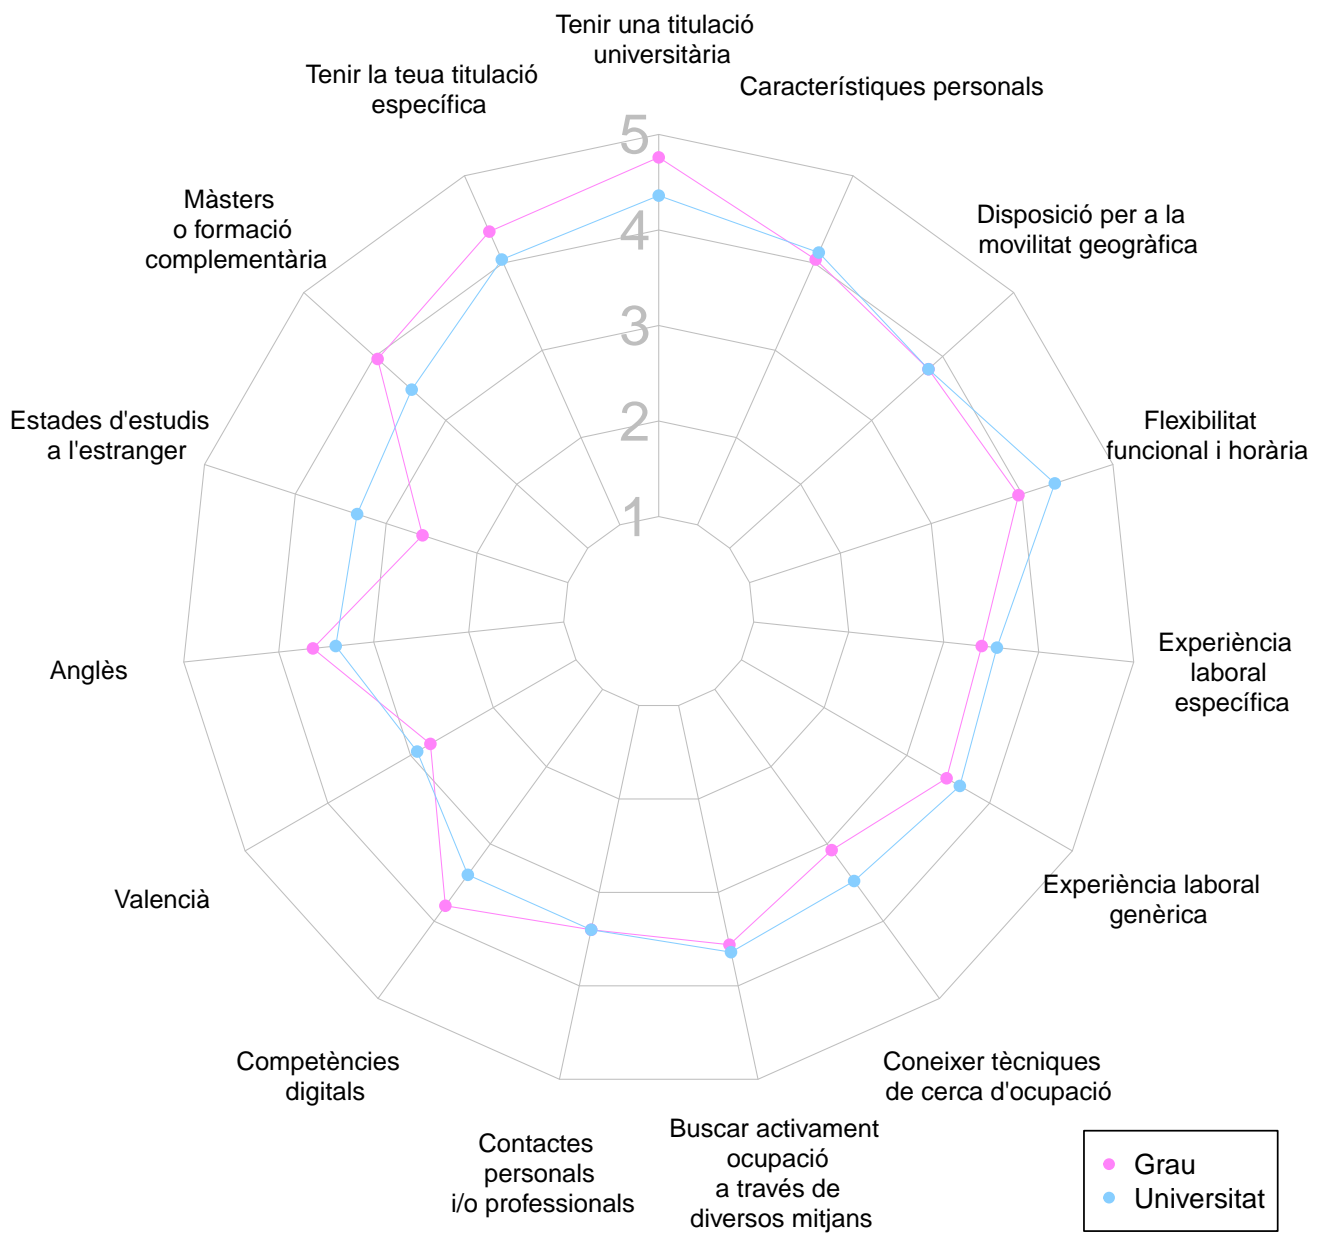 Tenir una titulació
universitària
Tenir la teua titulació
específica
Característiques personals
Màsters
o formació
complementària
Disposició per a la
movilitat geogràfica
5
4
3
2
1
Estades d'estudis
a l'estranger
Flexibilitat
funcional i horària
Anglès
Experiència
laboral
específica
Valencià
Experiència laboral
genèrica
Competències
digitals
Coneixer tècniques
de cerca d'ocupació
Contactes
personals
i/o professionals
Buscar activament
ocupació
a través de
diversos mitjans
Grau
Universitat